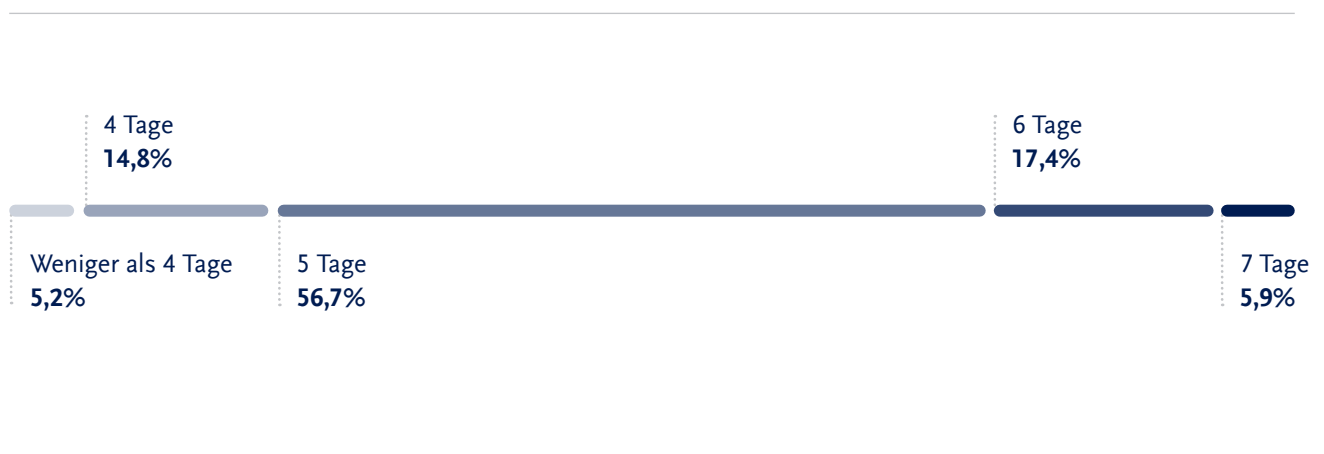 4 Tage
14,8%
6 Tage
17,4%
Weniger als 4 Tage
5,2%
5 Tage
56,7%
7 Tage
5,9%